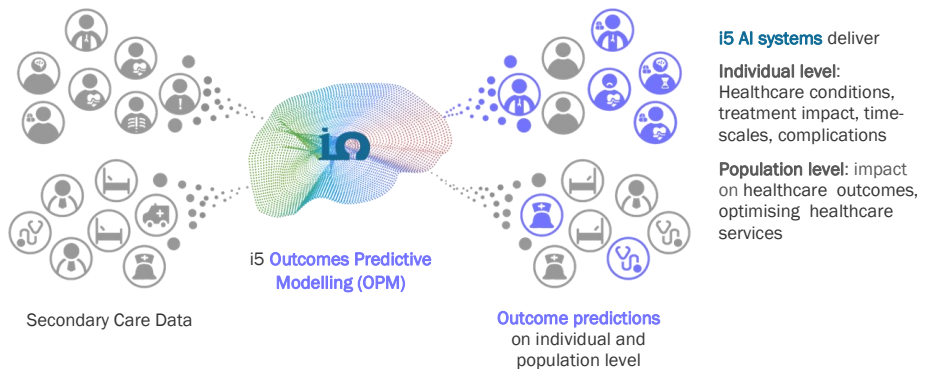 i5 AI systems deliver
Individual level:
Healthcare conditions,
treatment impact, time-
scales, complications
Population level: impact
on healthcare outcomes,
optimising healthcare
services
i5
i5 Outcomes Predictive
Modelling (OPM)
Secondary Care Data
Outcome predictions
on individual and
population level